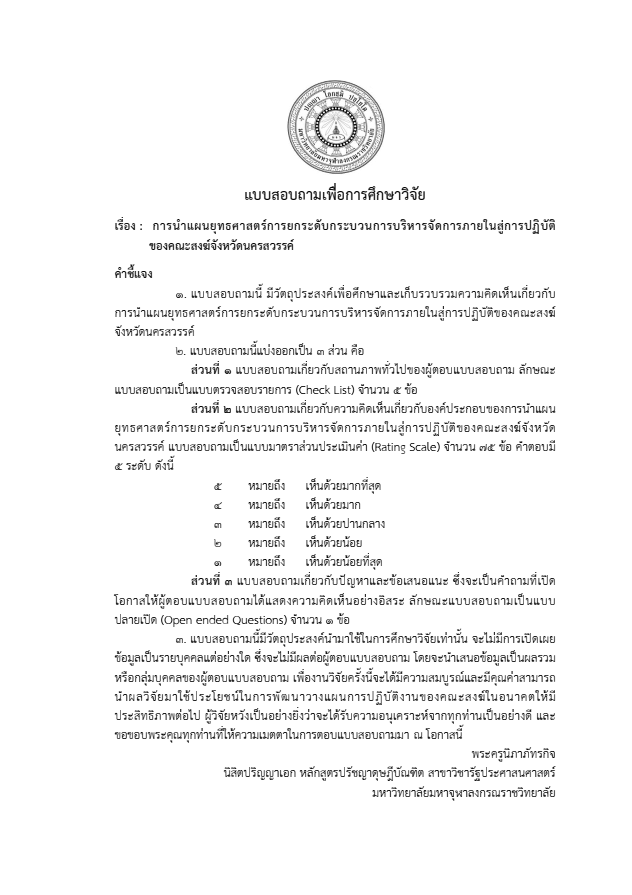 ปญฺญา โลกสฺมิ ปชฺโชโต
มหาวิทยาลัยมหาจุฬาลงกรณราชวิทยาลัย
แบบสอบถามเพื่อการศึกษาวิจัย
เรื่อง : การนำแผนยุทธศาสตร์การยกระดับกระบวนการบริหารจัดการภายในสู่การปฏิบัติ
ของคณะสงฆ์จังหวัดนครสวรรค์
คำชี้แจง
๑. แบบสอบถามนี้ มีวัตถุประสงค์เพื่อศึกษาและเก็บรวบรวมความคิดเห็นเกี่ยวกับ
การนำแผนยุทธศาสตร์การยกระดับกระบวนการบริหารจัดการภายในสู่การปฏิบัติของคณะสงฆ์
จังหวัดนครสวรรค์
๒. แบบสอบถามนี้แบ่งออกเป็น ๓ ส่วน คือ
ส่วนที่ ๑ แบบสอบถามเกี่ยวกับสถานภาพทั่วไปของผู้ตอบแบบสอบถาม ลักษณะ
แบบสอบถามเป็นแบบตรวจสอบรายการ (Check List) จำนวน ๕ ข้อ
ส่วนที่ ๒ แบบสอบถามเกี่ยวกับความคิดเห็นเกี่ยวกับองค์ประกอบของการนำแผน
ยุทธศาสตร์การยกระดับกระบวนการบริหารจัดการภายในสู่การปฏิบัติของคณะสงฆ์จังหวัด
นครสวรรค์ แบบสอบถามเป็นแบบมาตราส่วนประเมินค่า (Rating Scale) จำนวน ๗๕ ข้อ คำตอบมี
๕ ระดับ ดังนี้
๕ หมายถึง เห็นด้วยมากที่สุด
๔ หมายถึง เห็นด้วยมาก
๓ หมายถึง เห็นด้วยปานกลาง
๒ หมายถึง เห็นด้วยน้อย
๑ หมายถึง เห็นด้วยน้อยที่สุด
ส่วนที่ ๓ แบบสอบถามเกี่ยวกับปัญหาและข้อเสนอแนะ ซึ่งจะเป็นคำถามที่เปิด
โอกาสให้ผู้ตอบแบบสอบถามได้แสดงความคิดเห็นอย่างอิสระ ลักษณะแบบสอบถามเป็นแบบ
ปลายเปิด (Open ended Questions) จำนวน ๑ ข้อ
๓. แบบสอบถามนี้มีวัตถุประสงค์นำมาใช้ในการศึกษาวิจัยเท่านั้น จะไม่มีการเปิดเผย
ข้อมูลเป็นรายบุคคลแต่อย่างใด ซึ่งจะไม่มีผลต่อผู้ตอบแบบสอบถาม โดยจะนำเสนอข้อมูลเป็นผลรวม
หรือกลุ่มบุคคลของผู้ตอบแบบสอบถาม เพื่องานวิจัยครั้งนี้จะได้มีความสมบูรณ์และมีคุณค่าสามารถ
นำผลวิจัยมาใช้ประโยชน์ในการพัฒนาวางแผนการปฏิบัติงานของคณะสงฆ์ในอนาคตให้มี
ประสิทธิภาพต่อไป ผู้วิจัยหวังเป็นอย่างยิ่งว่าจะได้รับความอนุเคราะห์จากทุกท่านเป็นอย่างดี และ
ขอขอบพระคุณทุกท่านที่ให้ความเมตตาในการตอบแบบสอบถามมา ณ โอกาสนี้
พระครูนิภาภัทรกิจ
นิสิตปริญญาเอก หลักสูตรปรัชญาดุษฎีบัณฑิต สาขาวิชารัฐประศาสนศาสตร์
มหาวิทยาลัยมหาจุฬาลงกรณราชวิทยาลัย